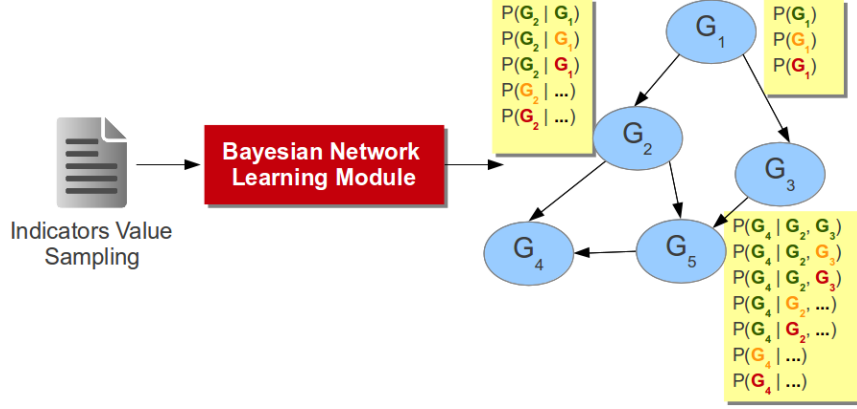 Indicators Value
Sampling
Bayesian Network
Learning Module
P(G2 | G1)
P(G2 | G1)
P(G2 | G1)
P(G2 | ...)
P(G2 | ...)
G1
P(G1)
P(G1)
P(G1)
G2
G3
G4
G5
P(G4 | G2, G3)
P(G4 | G2, G3)
P(G4 | G2, G3)
P(G4 | G2, ...)
P(G4 | G2, ...)
P(G4 | ...)
P(G4 | ...)